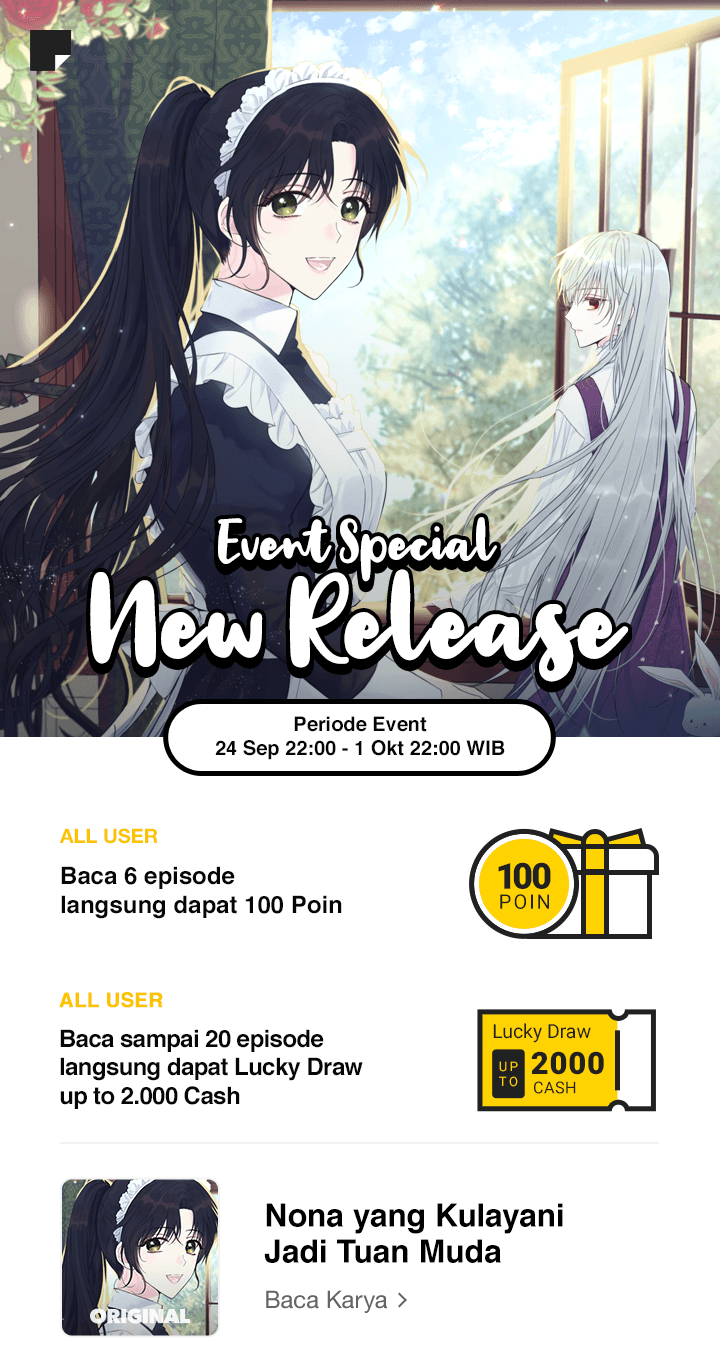 Event Special
New Release
Periode Event
24 Sep 22:00 - 1 Okt 22:00 WIB
ALL USER
Baca 6 episode
langsung dapat 100 Poin
100
POIN
ALL USER
Baca sampai 20 episode
langsung dapat Lucky Draw
up to 2.000 Cash
Lucky Draw
UP TO
2000
CASH
Nona yang Kulayani
Jadi Tuan Muda
Baca Karya >
ORIGINAL